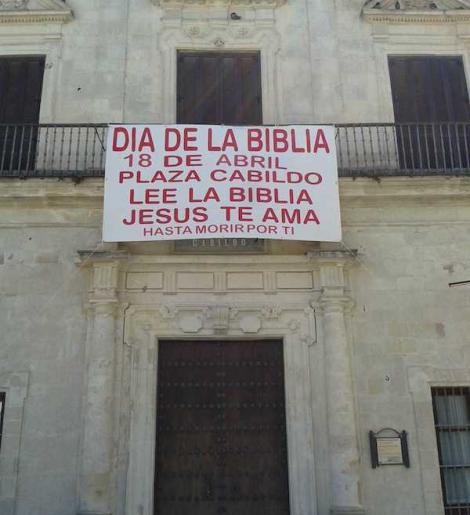 DIA DE LA BIBLIA
18 DE ABRIL
PLAZA CABILDO
LEE LA BIBLIA
JESUS TE AMA
HASTA MORIR POR TI
CABILDO